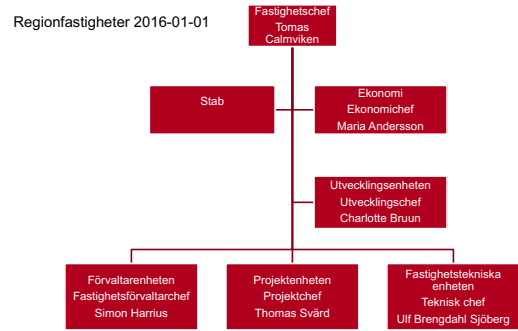 Regionfastigheter 2016-01-01
Fastighetschef
Tomas
Calmviken
Stab
Ekonomi
Ekonomichef
Maria Andersson
Utvecklingsenheten
Utvecklingschef
Charlotte Bruun
Förvaltarenheten
Fastighetsförvaltarchef
Simon Harrius
Projektenheten
Projektchef
Thomas Svärd
Fastighetstekniska
enheten
Teknisk chef
Ulf Brengdahl Sjöberg